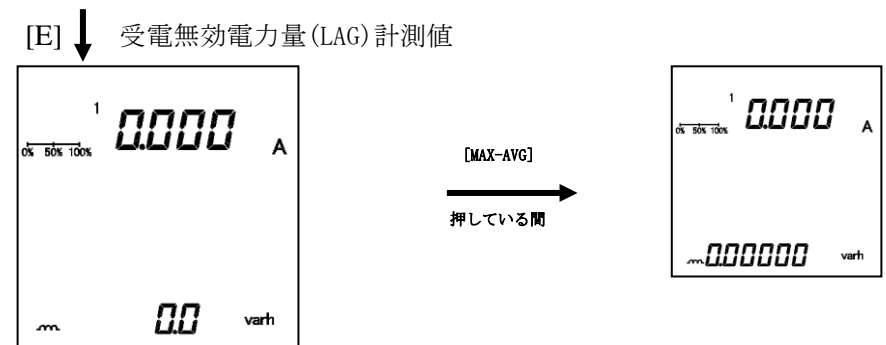 [E] 受電無効電力量(LAG)計測値
1
0.000 A
0% 50% 100%
0.0 varh
[MAX-AVG]
押している間
1
0.000 A
0% 50% 100%
0.00000 varh